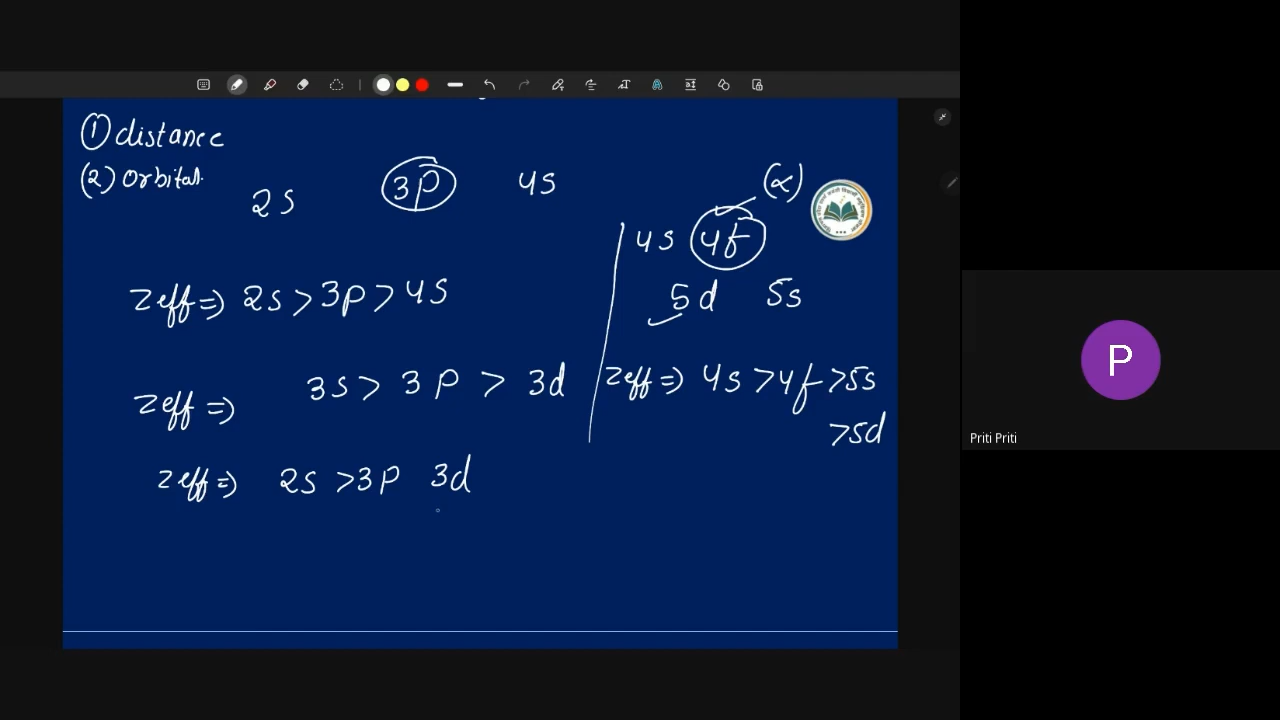 ① distance
(2) Orbital.
2s 3p 4s (α)
4s 4f
5d 5s
Zeff ⇒ 2s > 3p > 4s
Zeff ⇒ 3s > 3p > 3d
Zeff ⇒ 4s > 4f > 5s
> 5d
Zeff ⇒ 2s > 3p 3d
P
Priti Priti